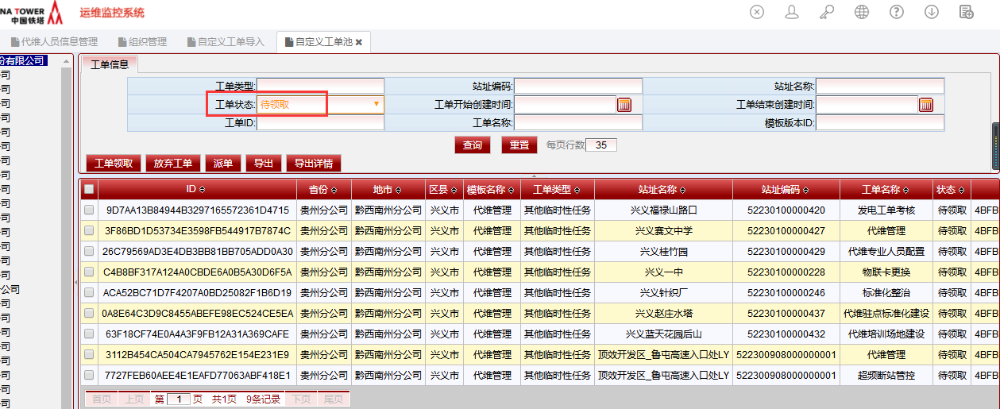 NA TOWER
中国铁塔
运维监控系统
代维人员信息管理 组织管理 自定义工单导入 自定义工单池
份有限公司
公司
工单信息
工单类型: 站址编码: 站址名称:
工单状态: 待领取 工单开始创建时间: 工单结束创建时间:
工单ID: 工单名称: 模板版本ID:
查询 重置 每页行数 35
工单领取 放弃工单 派单 导出 导出详情
ID 省份 地市 区县 模板名称 工单类型 站址名称 站址编码 工单名称 状态
9D7AA13B84944B3297165572361D4715 贵州分公司 黔西南州分公司 兴义市 代维管理 其他临时性任务 兴义福禄山路口 52230100000420 发电工单考核 待领取 4BFB
3F86BD1D53734E3598FB544917B7874C 贵州分公司 黔西南州分公司 兴义市 代维管理 其他临时性任务 兴义赛文中学 52230100000427 代维管理 待领取 4BFB
26C79569AD3E4DB3BB81BB705ADD0A30 贵州分公司 黔西南州分公司 兴义市 代维管理 其他临时性任务 兴义桂竹园 52230100000429 代维专业人员配置 待领取 4BFB
C4B8BF317A124A0CBDE6A0B5A30D6F5A 贵州分公司 黔西南州分公司 兴义市 代维管理 其他临时性任务 兴义一中 52230100000228 物联卡更换 待领取 4BFB
ACA52BC71D7F4207A0BD25082F1B6D19 贵州分公司 黔西南州分公司 兴义市 代维管理 其他临时性任务 兴义针织厂 52230100000246 标准化整治 待领取 4BFB
0A8E64C3D9C8455ABEFE98EC524CE5EA 贵州分公司 黔西南州分公司 兴义市 代维管理 其他临时性任务 兴义赵庄水塔 52230100000437 代维驻点标准化建设 待领取 4BFB
63F18CF74E0A4A3F9FB12A31A369CAFE 贵州分公司 黔西南州分公司 兴义市 代维管理 其他临时性任务 兴义蓝天花园后山 52230100000432 代维培训场地建设 待领取 4BFB
3112B454CA504CA7945762E154E231E9 贵州分公司 黔西南州分公司 兴义市 代维管理 其他临时性任务 顶效开发区_鲁屯高速入口处LY 522300908000000001 代维管理 待领取 4BFB
7727FEB60AEE4E1EAFD77063ABF418E1 贵州分公司 黔西南州分公司 兴义市 代维管理 其他临时性任务 顶效开发区_鲁屯高速入口处LY 522300908000000001 超频断站管控 待领取 4BFB
首页 上页 第 1 页 共1页 9条记录 下页 尾页